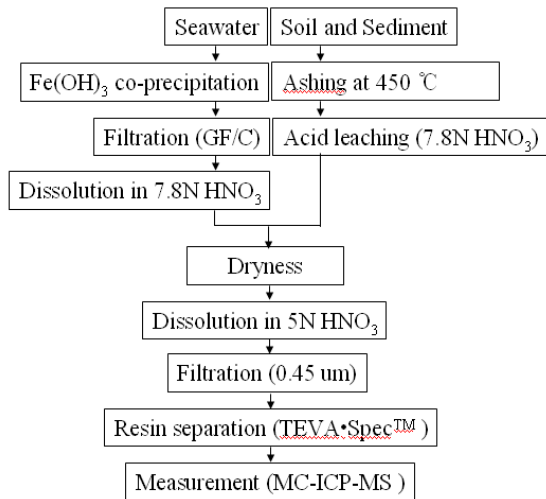 Seawater
Soil and Sediment
Fe(OH)₃ co-precipitation
Ashing at 450 ℃
Filtration (GF/C)
Acid leaching (7.8N HNO₃)
Dissolution in 7.8N HNO₃
Dryness
Dissolution in 5N HNO₃
Filtration (0.45 um)
Resin separation (TEVA•Spec™ )
Measurement (MC-ICP-MS )